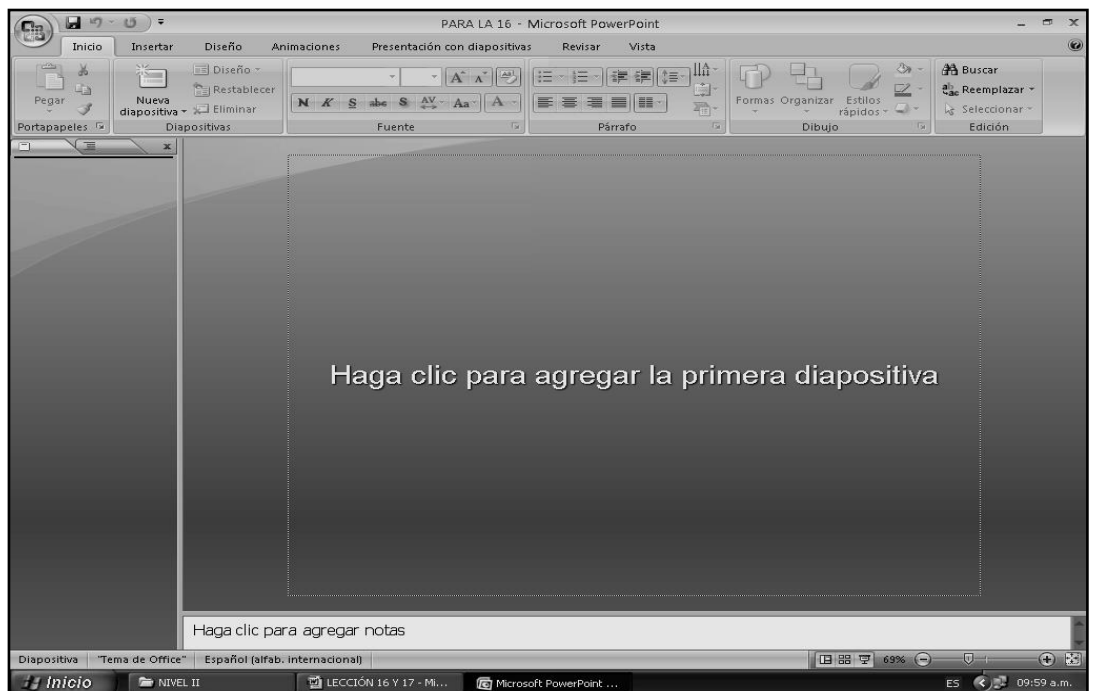 PARA LA 16 - Microsoft PowerPoint
Inicio Insertar Diseño Animaciones Presentación con diapositivas Revisar Vista
Pegar
Nueva diapositiva
Diseño
Restablecer
Eliminar
N K S abe S AV Aa A
Formas Organizar Estilos rápidos
Buscar
Reemplazar
Seleccionar
Portapapeles Diapositivas Fuente Párrafo Dibujo Edición
Haga clic para agregar la primera diapositiva
Haga clic para agregar notas
Diapositiva "Tema de Office" Español (alfab. internacional) 69%
Inicio NIVEL II LECCIÓN 16 Y 17 - Mi... Microsoft PowerPoint ... ES 09:59 a.m.